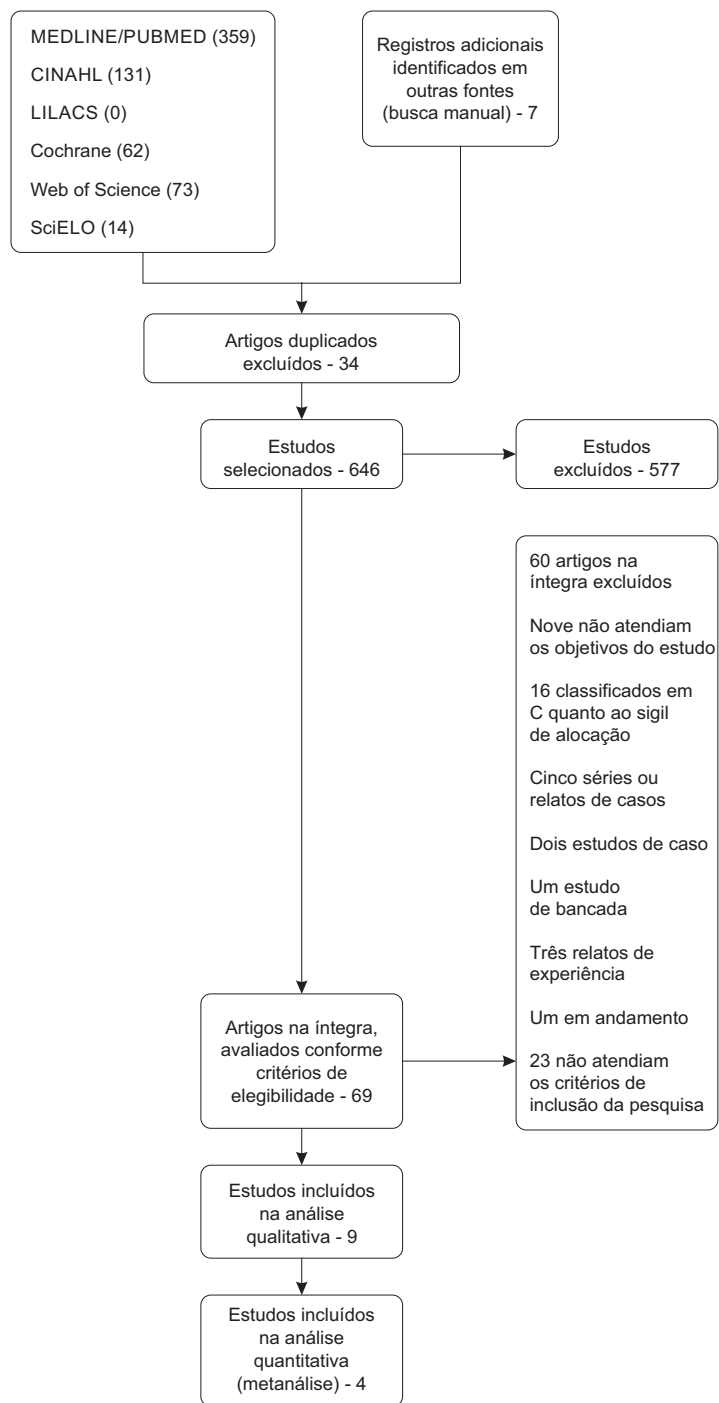 MEDLINE/PUBMED (359)
CINAHL (131)
LILACS (0)
Cochrane (62)
Web of Science (73)
SciELO (14)
Registros adicionais
identificados em
outras fontes
(busca manual) - 7
Artigos duplicados
excluídos - 34
Estudos
selecionados - 646
Estudos
excluídos - 577
60 artigos na
íntegra excluídos
Nove não atendiam
os objetivos do estudo
16 classificados em
C quanto ao sigil
de alocação
Cinco séries ou
relatos de casos
Dois estudos de caso
Um estudo
de bancada
Três relatos de
experiência
Um em andamento
23 não atendiam
os critérios de
inclusão da pesquisa
Artigos na íntegra,
avaliados conforme
critérios de
elegibilidade - 69
Estudos incluídos
na análise
qualitativa - 9
Estudos incluídos
na análise
quantitativa
(metanálise) - 4